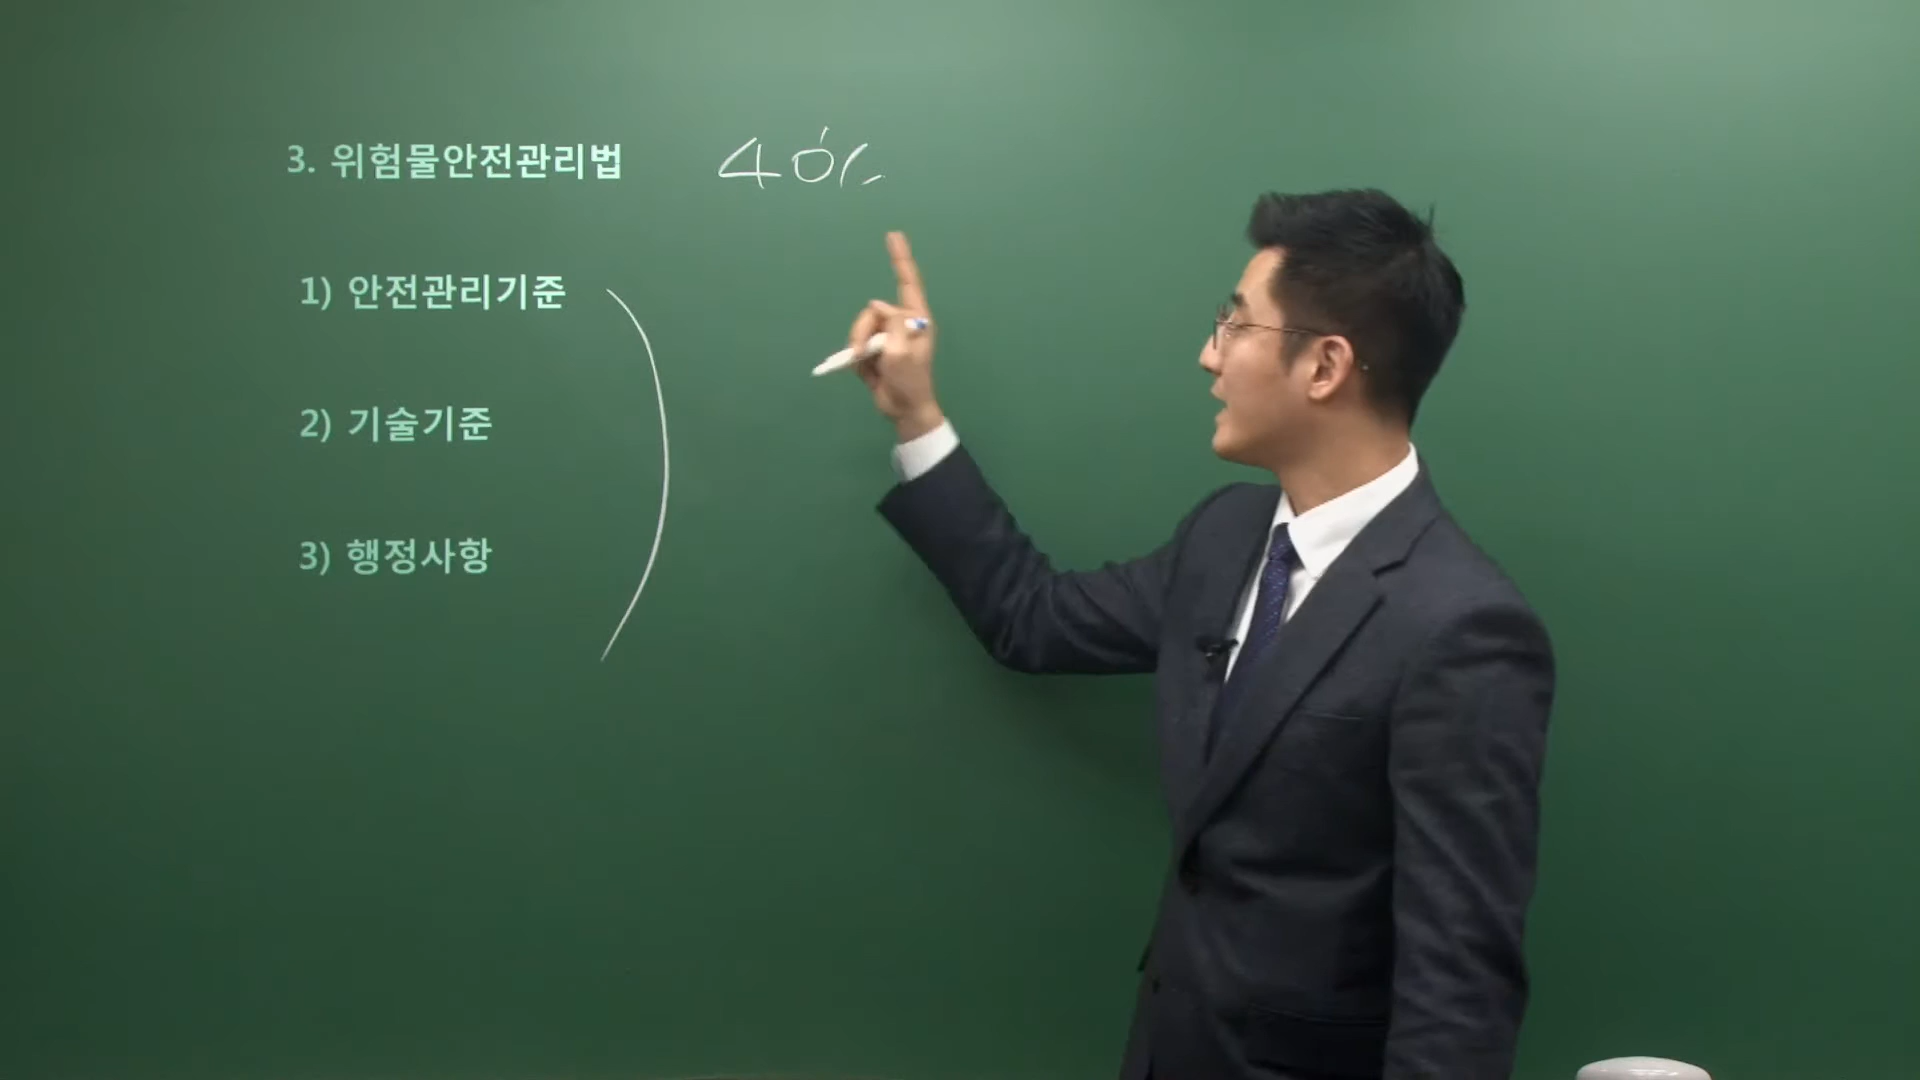 3. 위험물안전관리법 40%
1) 안전관리기준
2) 기술기준
3) 행정사항